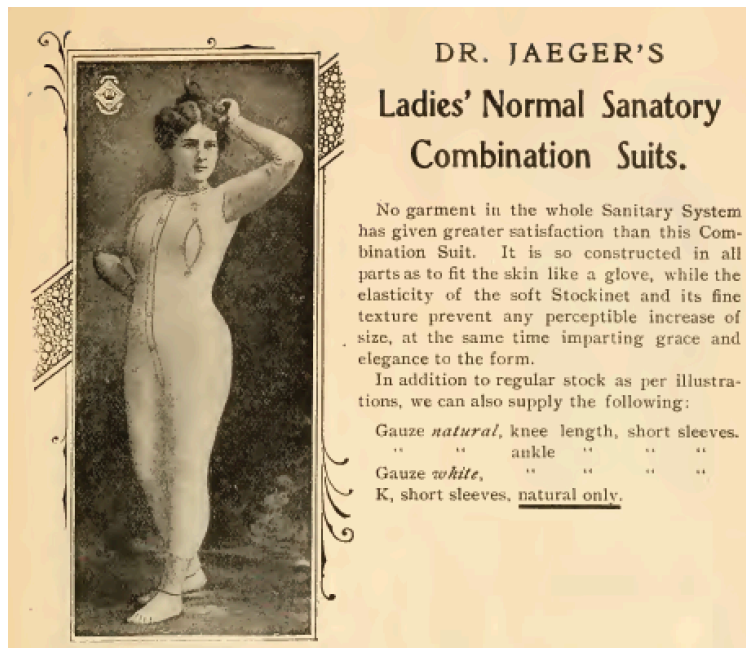 DR. JAEGER'S
Ladies' Normal Sanatory
Combination Suits.
No garment in the whole Sanitary System
has given greater satisfaction than this Com-
bination Suit. It is so constructed in all
parts as to fit the skin like a glove, while the
elasticity of the soft Stockinet and its fine
texture prevent any perceptible increase of
size, at the same time imparting grace and
elegance to the form.
In addition to regular stock as per illustra-
tions, we can also supply the following:
Gauze natural, knee length, short sleeves.
" " ankle " " "
Gauze white, " " " "
K, short sleeves, natural only.